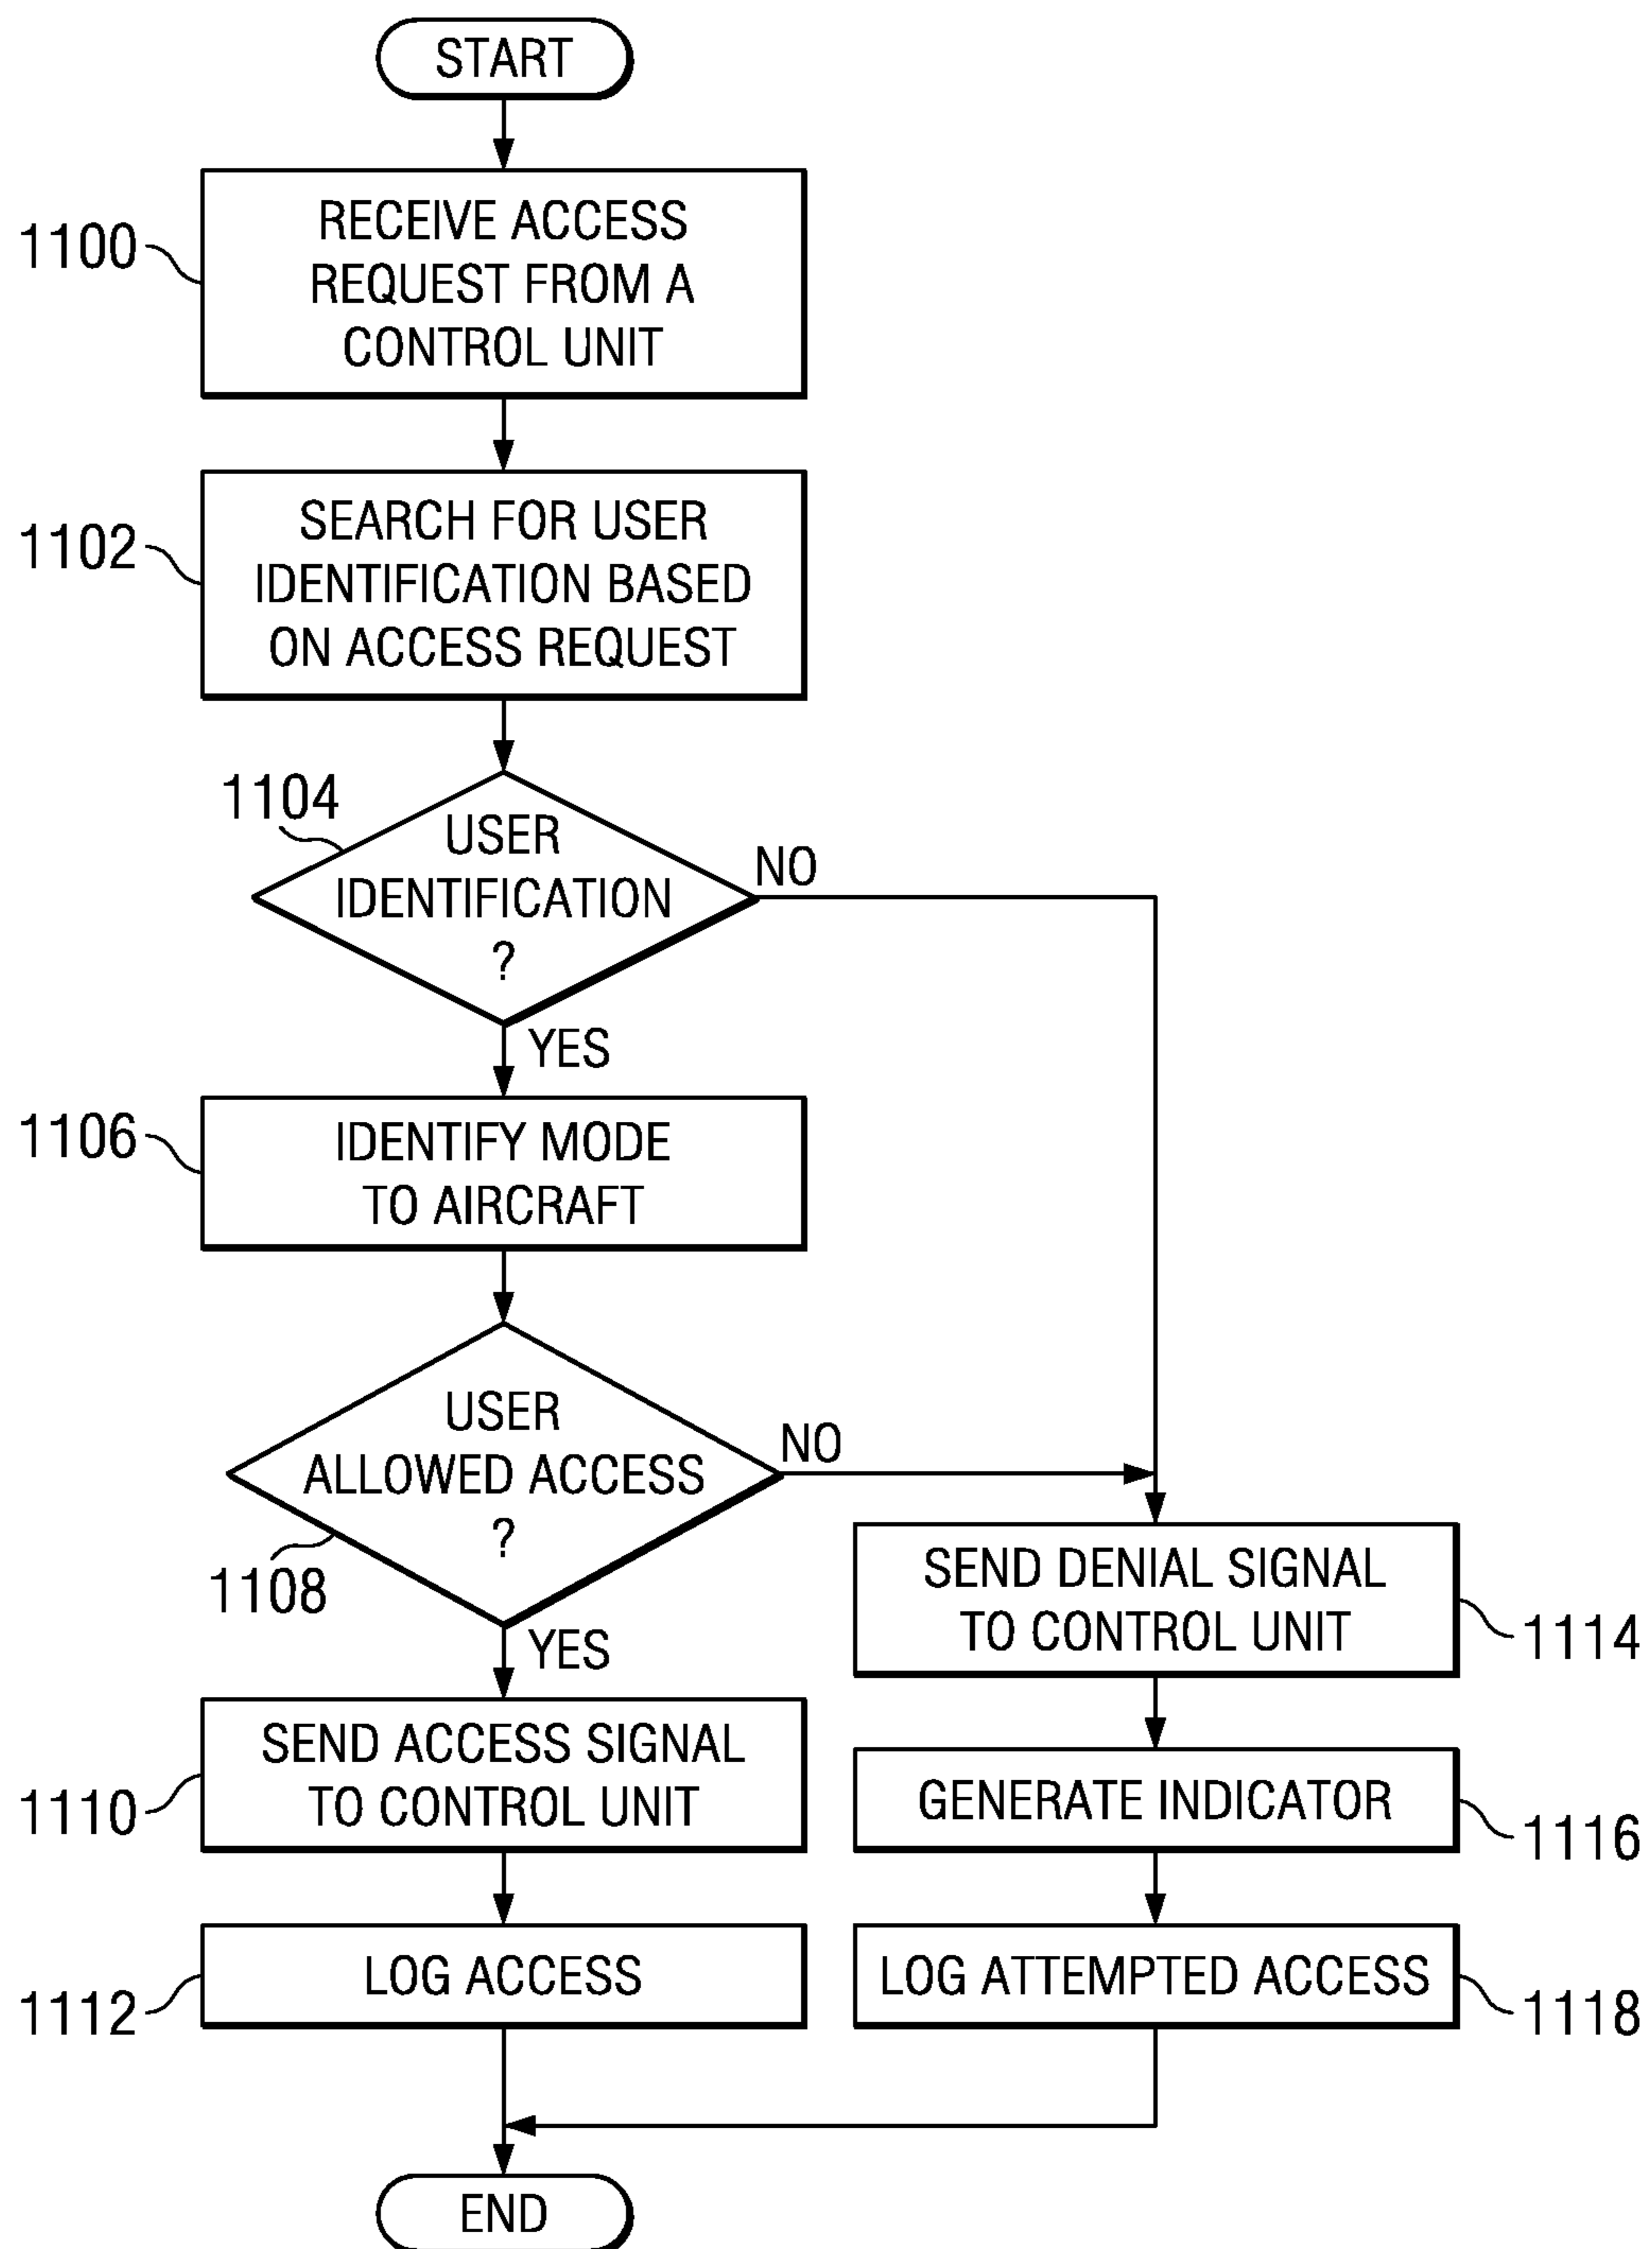 START
1100
RECEIVE ACCESS
REQUEST FROM A
CONTROL UNIT
1102
SEARCH FOR USER
IDENTIFICATION BASED
ON ACCESS REQUEST
1104
USER
IDENTIFICATION
?
NO
YES
1106
IDENTIFY MODE
TO AIRCRAFT
USER
ALLOWED ACCESS
?
NO
1108
YES
1110
SEND ACCESS SIGNAL
TO CONTROL UNIT
1112
LOG ACCESS
SEND DENIAL SIGNAL
TO CONTROL UNIT
1114
GENERATE INDICATOR
1116
LOG ATTEMPTED ACCESS
1118
END